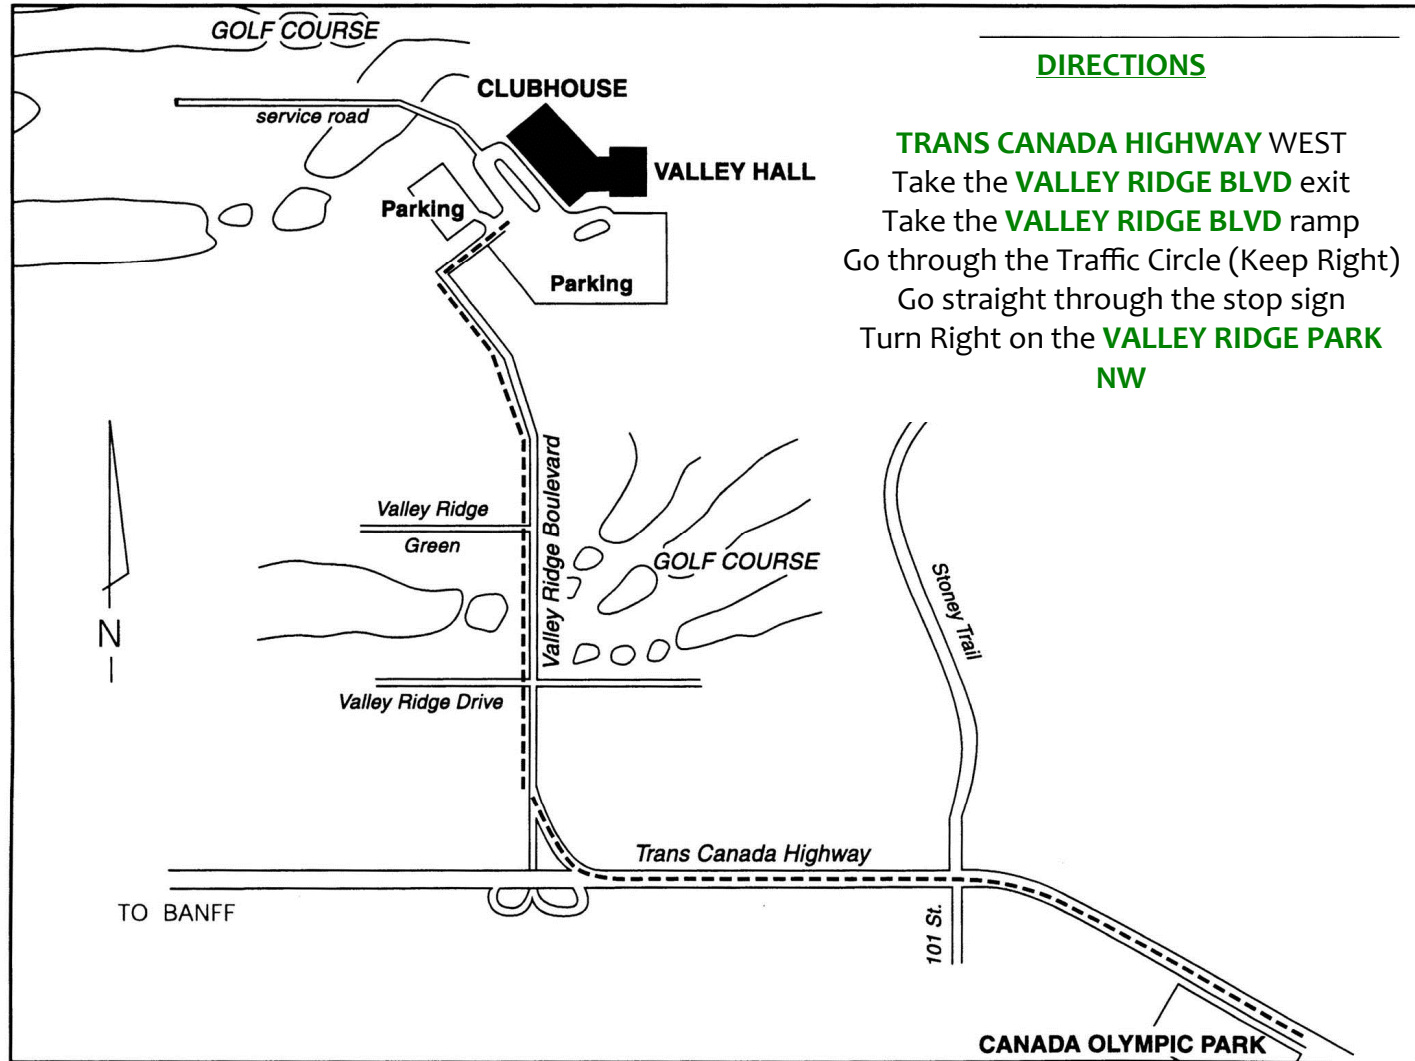 GOLF COURSE
DIRECTIONS
CLUBHOUSE
service road
TRANS CANADA HIGHWAY WEST
VALLEY HALL
Take the VALLEY RIDGE BLVD exit
Parking
Take the VALLEY RIDGE BLVD ramp
Go through the Traffic Circle (Keep Right)
Parking
Go straight through the stop sign
Turn Right on the VALLEY RIDGE PARK
NW
Valley Ridge
Green
Valley Ridge Boulevard
GOLF COURSE
Stoney Trail
N
Valley Ridge Drive
Trans Canada Highway
TO BANFF
101 St.
CANADA OLYMPIC PARK